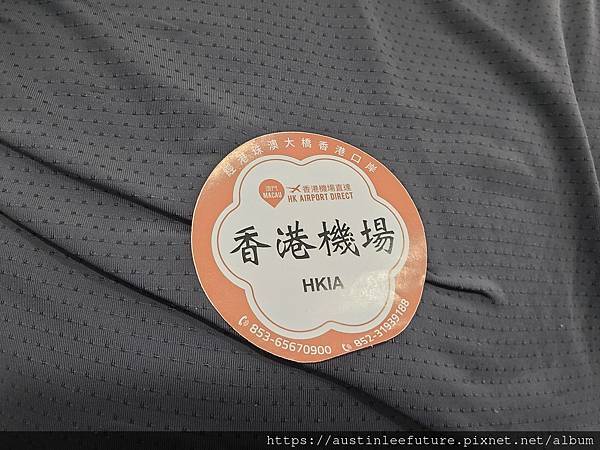 經港珠澳大橋香港口岸
澳門
MACAU
香港機場直達
HK AIRPORT DIRECT
香港機場
HKIA
853-65670900
852-31939188
https://austinleefuture.pixnet.net/album